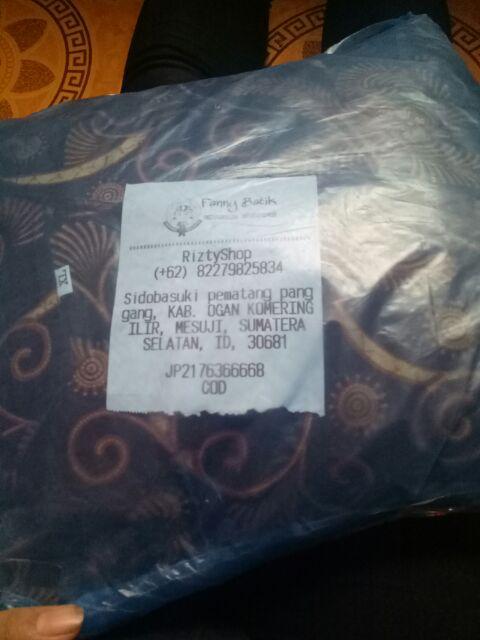 Fanny Batik
RiztyShop
(+62) 82279825834
Sidobasuki pematang pang
gang, KAB. OGAN KOMERING
ILIR, MESUJI, SUMATERA
SELATAN, ID, 30681
JP2176366668
COD
XL